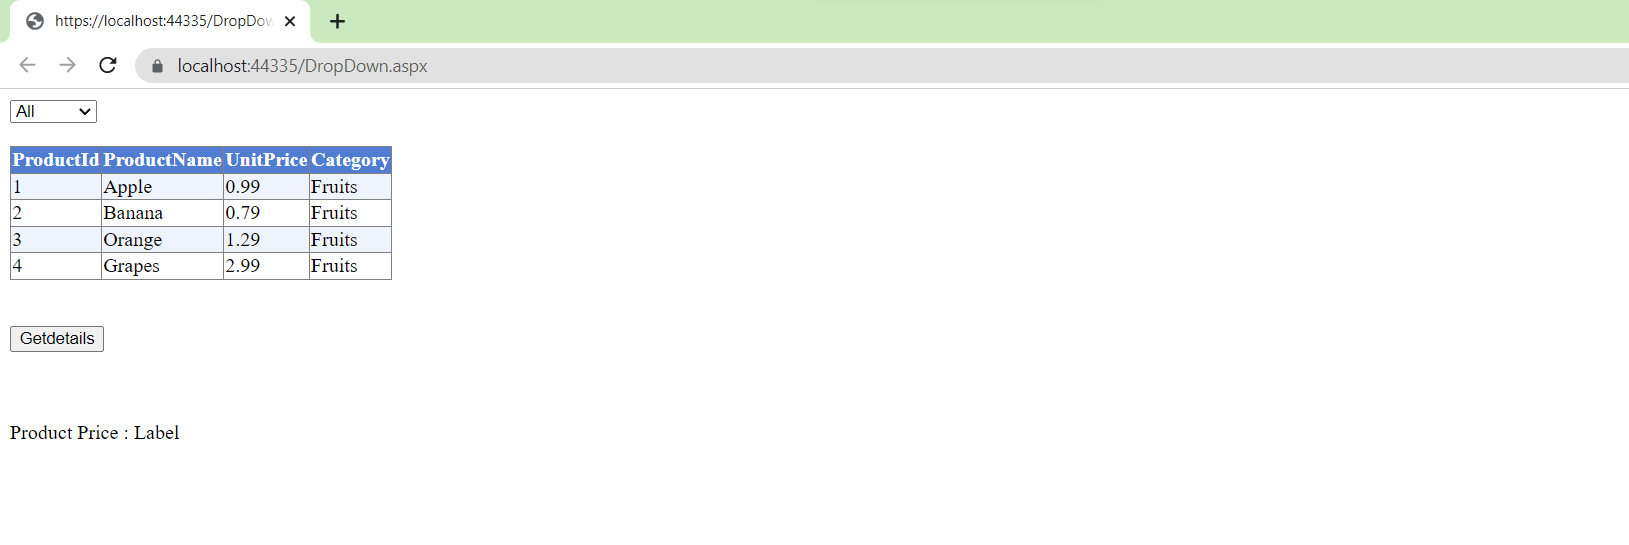 https://localhost:44335/DropDow
localhost:44335/DropDown.aspx
All
ProductId ProductName UnitPrice Category
1 Apple 0.99 Fruits
2 Banana 0.79 Fruits
3 Orange 1.29 Fruits
4 Grapes 2.99 Fruits
Getdetails
Product Price : Label